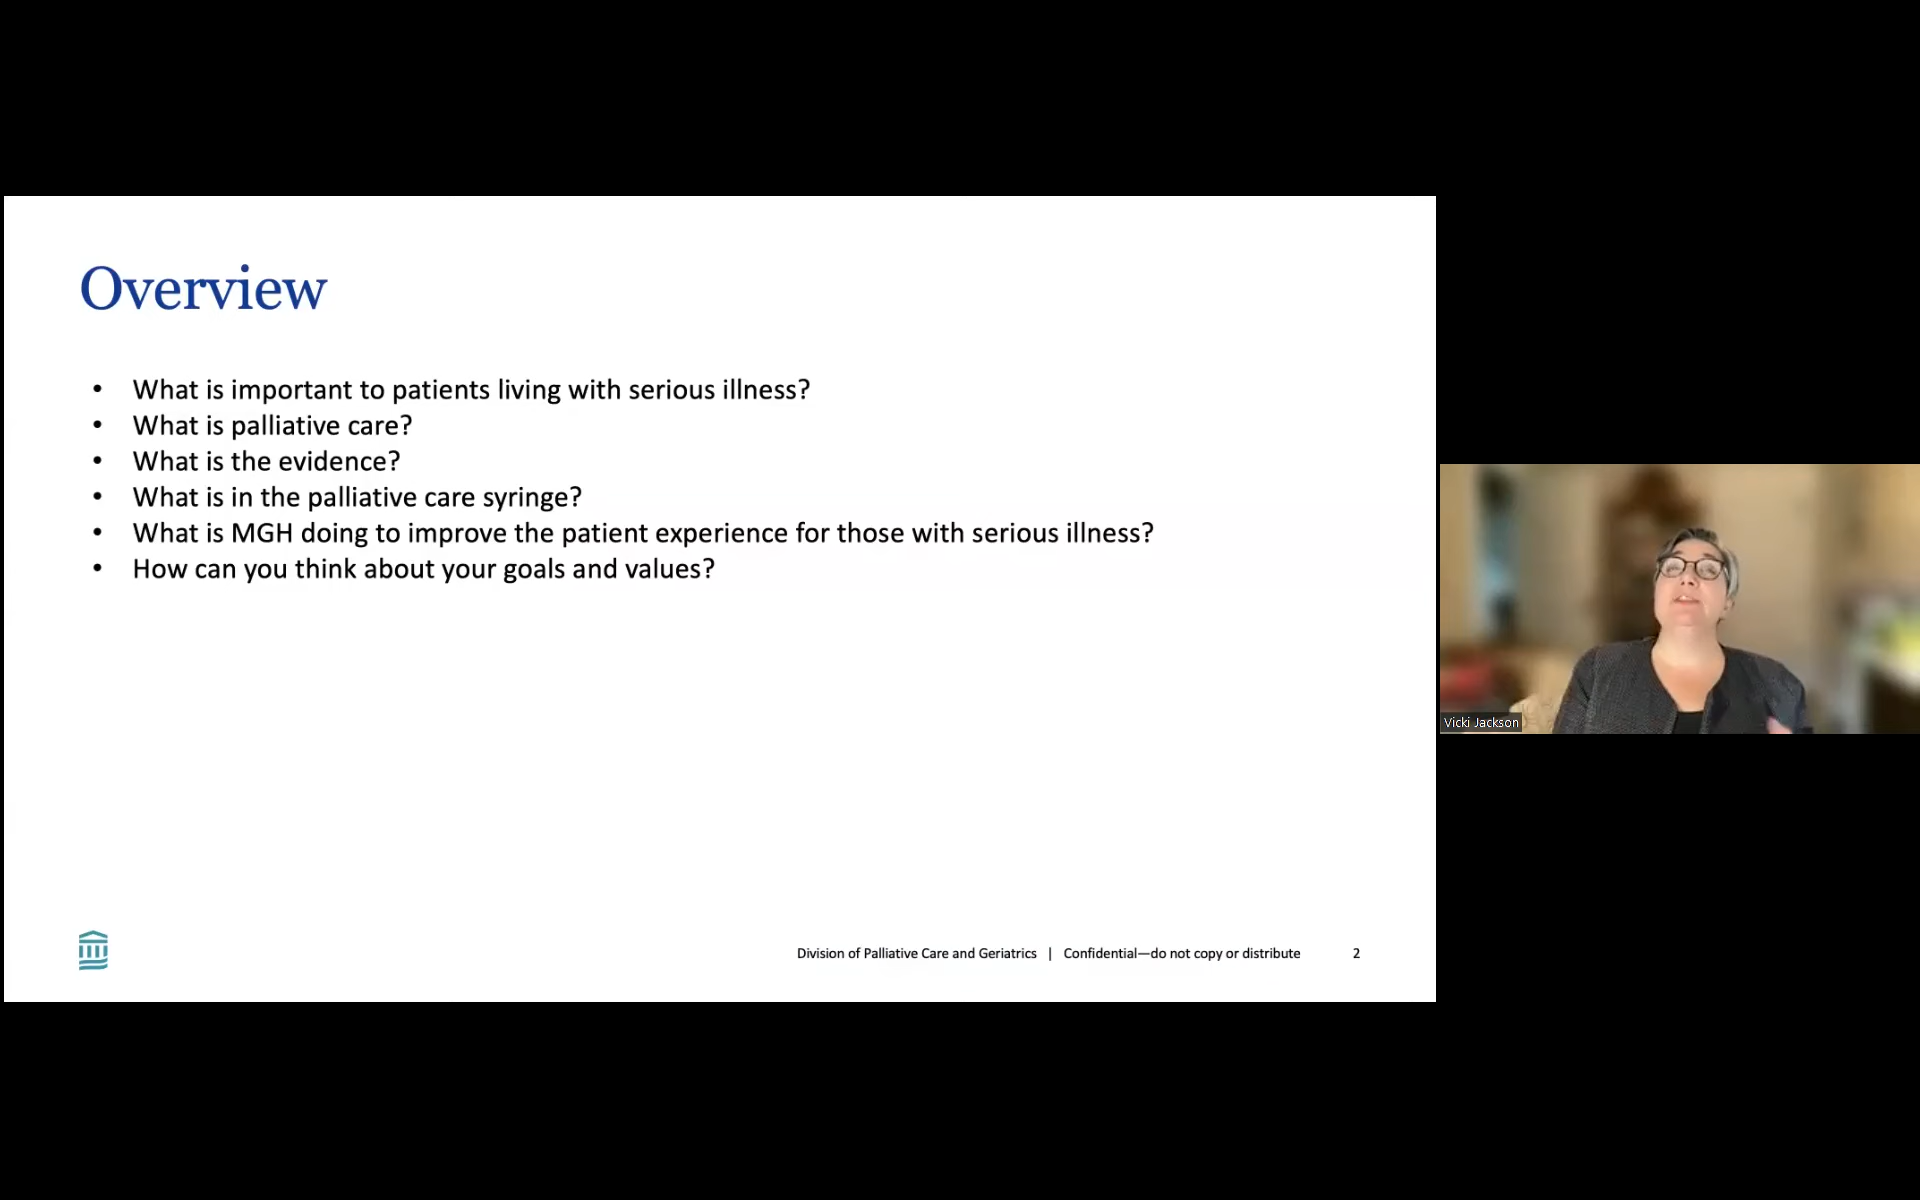 Overview
• What is important to patients living with serious illness?
• What is palliative care?
• What is the evidence?
• What is in the palliative care syringe?
• What is MGH doing to improve the patient experience for those with serious illness?
• How can you think about your goals and values?
Vicki Jackson
Division of Palliative Care and Geriatrics | Confidential—do not copy or distribute 2